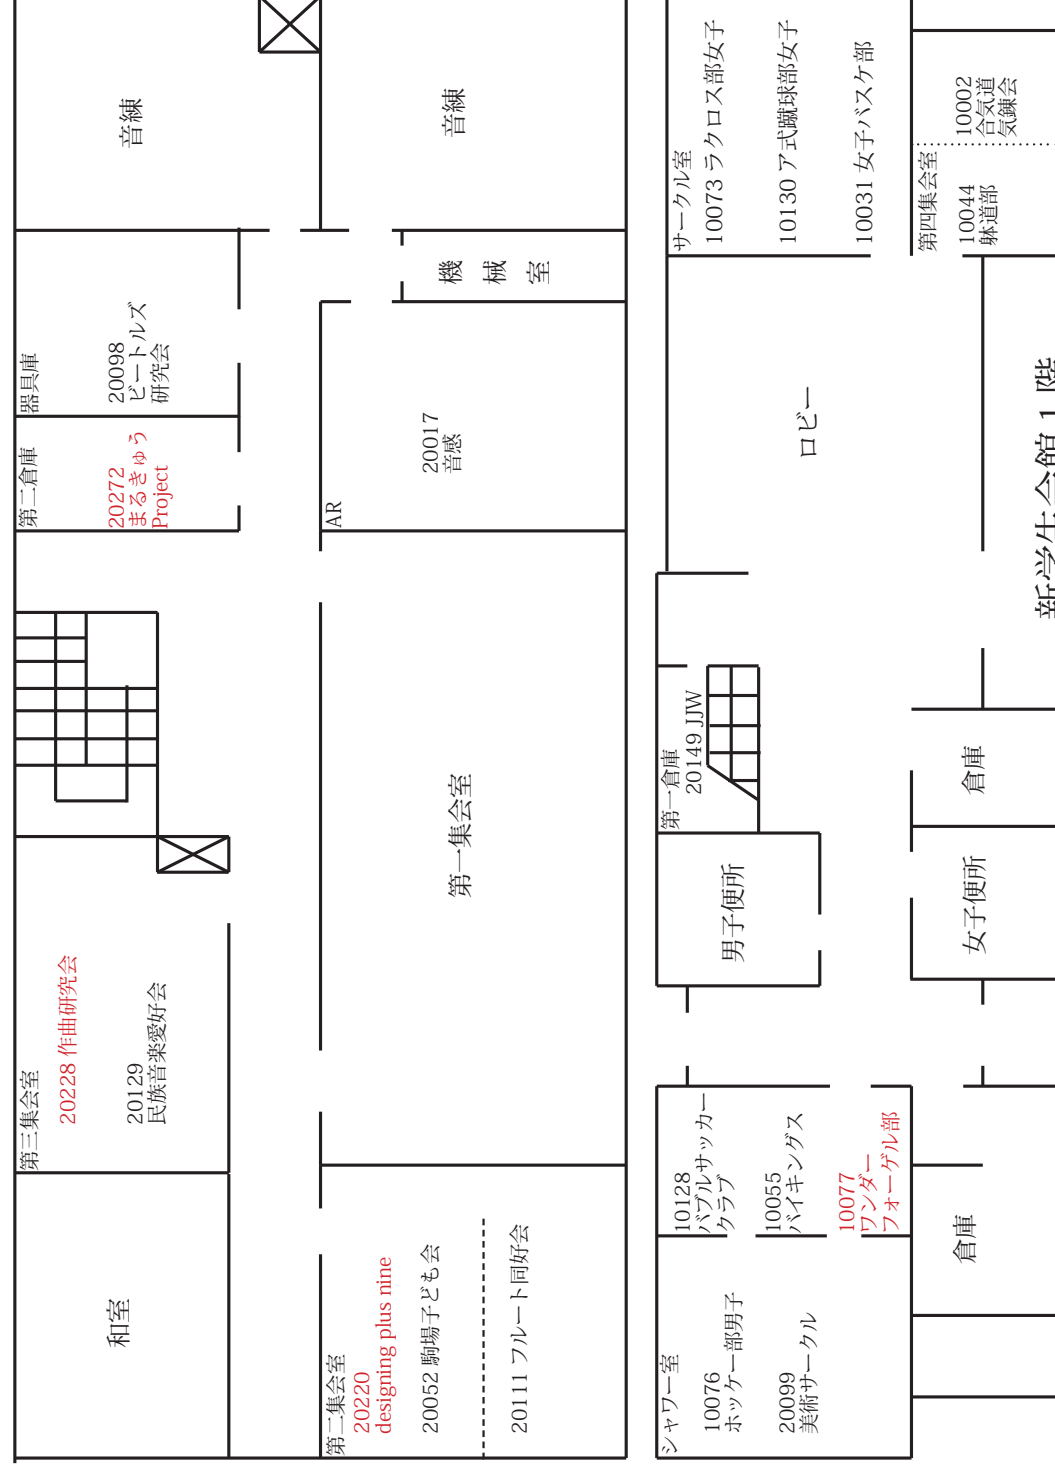 音練
音練
器具庫
20098
ビートルズ
研究会
第二倉庫
20272
まるきゅう
Project
機械室
AR
20017
音感
第三集会室
20228 作曲研究会
20129
民族音楽愛好会
第一集会室
和室
第二集会室
20220
designing plus nine
20052 駒場子ども会
20111 フルート同好会
サークル室
10073 ラクロス部女子
10130 ア式蹴球部女子
10031 女子バスケ部
第四集会室
10002
合気道
気錬会
10044
躰道部
ロビー
新学生会館 1 階
第一倉庫
20149 JJW
男子便所
倉庫
女子便所
10128
バブルサッカー
クラブ
10055
バイキングス
10077
ワンダー
フォーゲル部
倉庫
シャワー室
10076
ホッケー部男子
20099
美術サークル